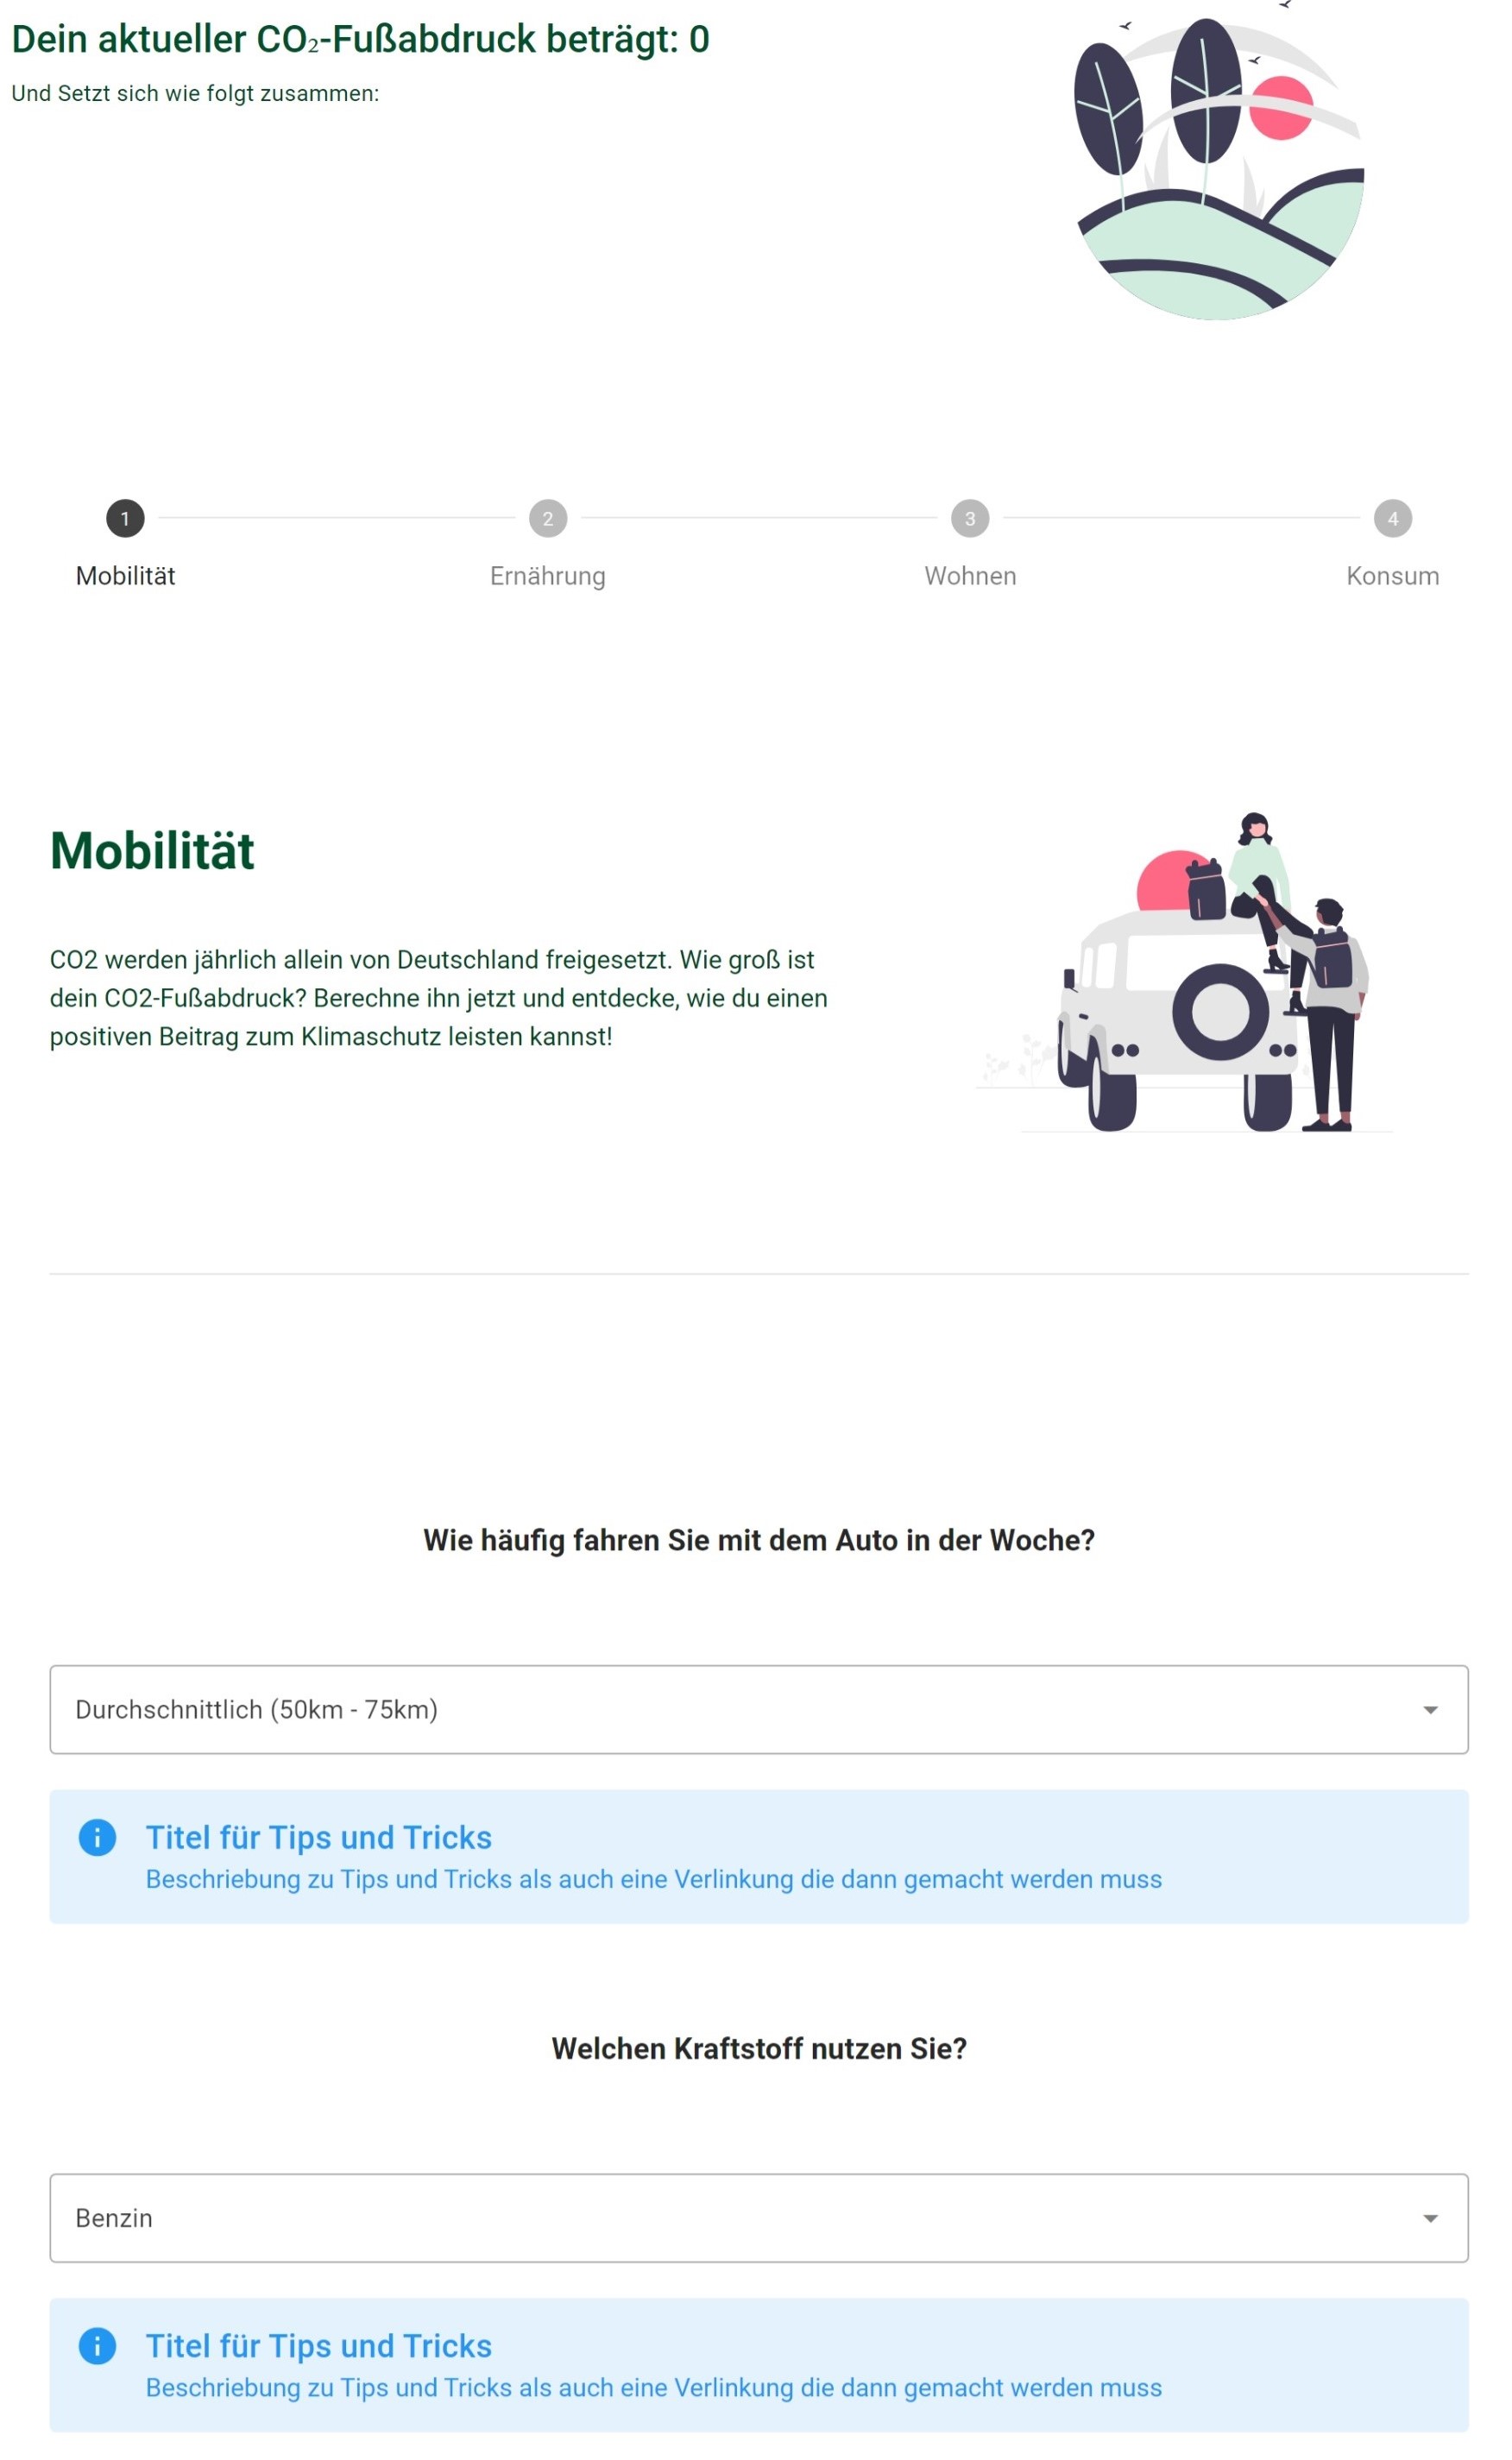 Dein aktueller CO₂-Fußabdruck beträgt: 0
Und Setzt sich wie folgt zusammen:
1
2
3
4
Mobilität
Ernährung
Wohnen
Konsum
Mobilität
CO2 werden jährlich allein von Deutschland freigesetzt. Wie groß ist
dein CO2-Fußabdruck? Berechne ihn jetzt und entdecke, wie du einen
positiven Beitrag zum Klimaschutz leisten kannst!
Wie häufig fahren Sie mit dem Auto in der Woche?
Durchschnittlich (50km - 75km)
Titel für Tips und Tricks
Beschriebung zu Tips und Tricks als auch eine Verlinkung die dann gemacht werden muss
Welchen Kraftstoff nutzen Sie?
Benzin
Titel für Tips und Tricks
Beschriebung zu Tips und Tricks als auch eine Verlinkung die dann gemacht werden muss